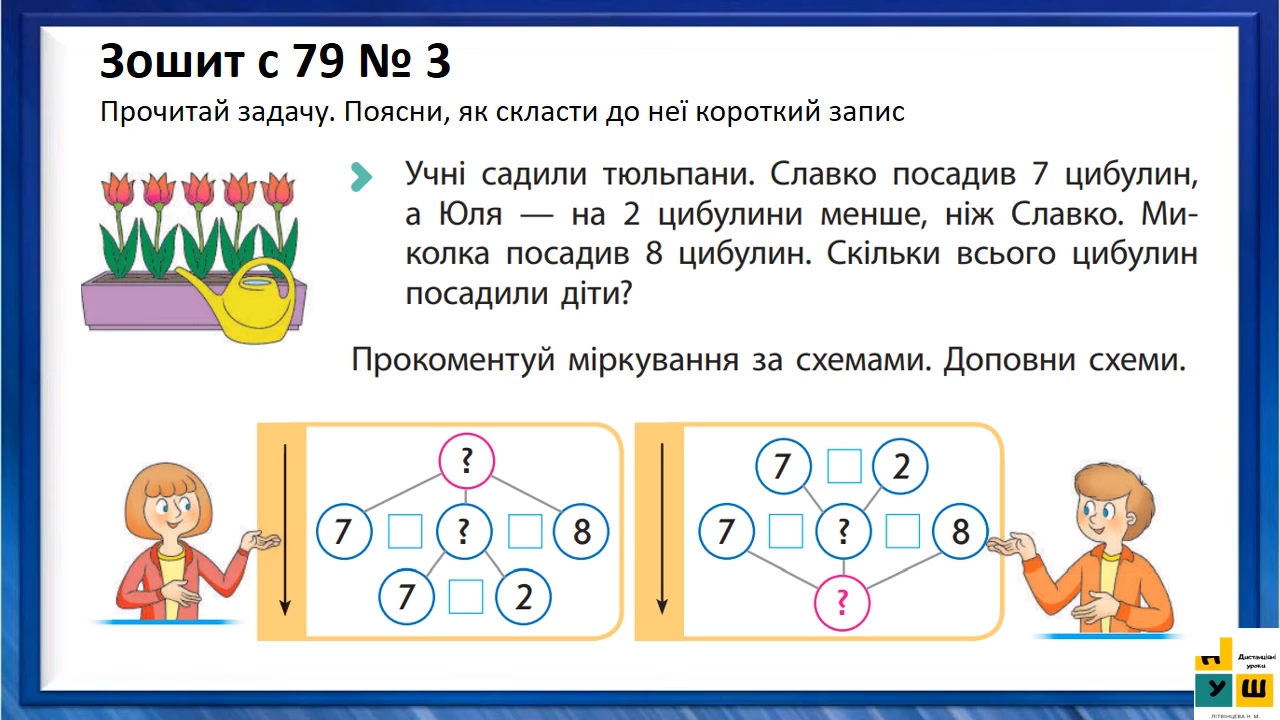 Зошит с 79 № 3
Прочитай задачу. Поясни, як скласти до неї короткий запис
Учні садили тюльпани. Славко посадив 7 цибулин,
а Юля — на 2 цибулини менше, ніж Славко. Ми-
колка посадив 8 цибулин. Скільки всього цибулин
посадили діти?
Прокоментуй міркування за схемами. Доповни схеми.
?
7 ? 8
7 2
7 2
7 ? 8
?
Н
У Ш
Дистанційні
уроки
ЛІТВІНЦЕВА Н. М.